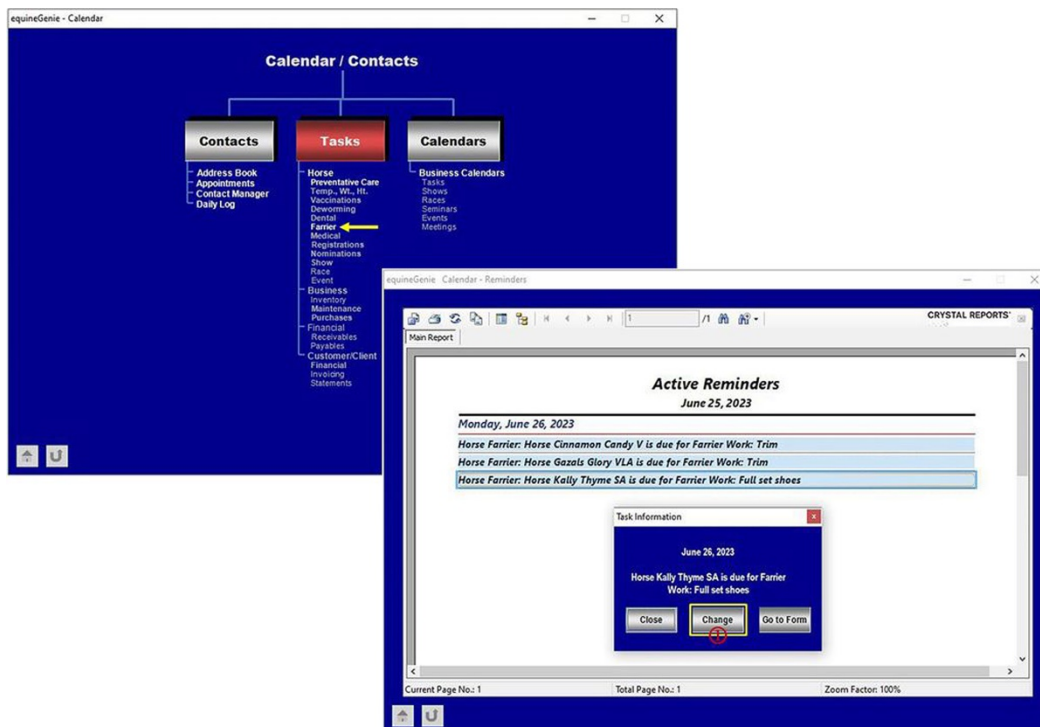 equineGenie - Calendar
Calendar / Contacts
Contacts
Address Book
Appointments
Contact Manager
Daily Log
Tasks
Horse
Preventative Care
Temp., Wt., Ht.
Vaccinations
Deworming
Dental
Farrier
Medical
Registrations
Nominations
Show
Race
Event
Business
Inventory
Maintenance
Purchases
Financial
Receivables
Payables
Customer/Client
Financial
Invoicing
Statements
Calendars
Business Calendars
Tasks
Shows
Races
Seminars
Events
Meetings
equineGenie Calendar - Reminders
1 /1
CRYSTAL REPORTS
Main Report
Active Reminders
June 25, 2023
Monday, June 26, 2023
Horse Farrier: Horse Cinnamon Candy V is due for Farrier Work: Trim
Horse Farrier: Horse Gazals Glory VLA is due for Farrier Work: Trim
Horse Farrier: Horse Kally Thyme SA is due for Farrier Work: Full set shoes
Task Information
June 26, 2023
Horse Kally Thyme SA is due for Farrier
Work: Full set shoes
Close Change Go to Form
1
Current Page No.: 1 Total Page No.: 1 Zoom Factor: 100%